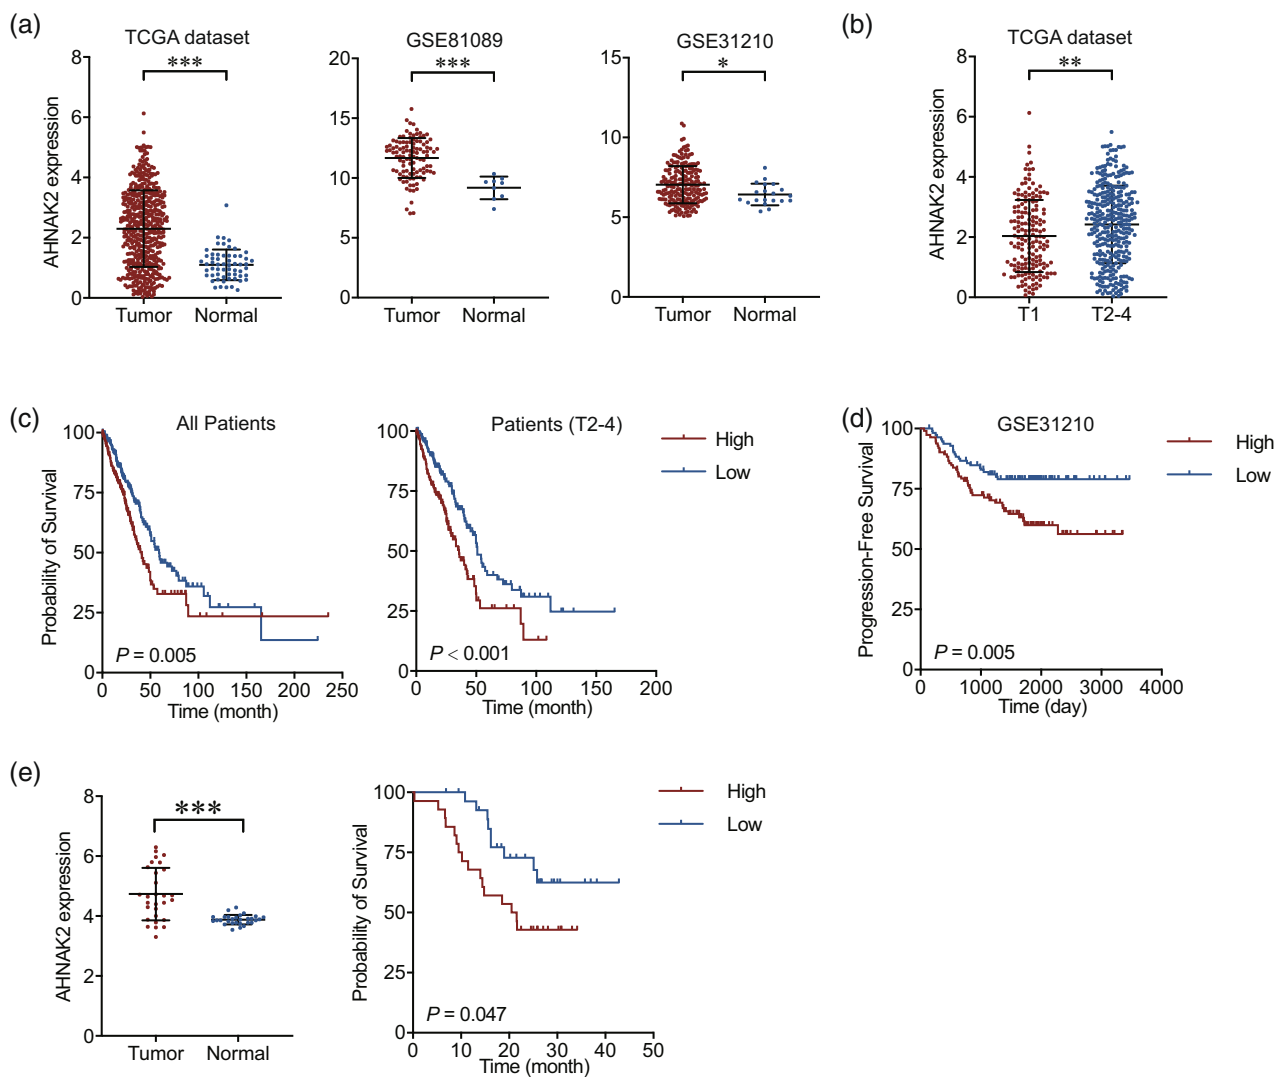 (a)
TCGA dataset
GSE81089
GSE31210
(b)
TCGA dataset
AHNAK2 expression
8
6
4
2
0
***
Tumor
Normal
20
15
10
5
0
***
Tumor
Normal
15
10
5
0
*
Tumor
Normal
AHNAK2 expression
8
6
4
2
0
**
T1
T2-4
(c)
All Patients
Probability of Survival
100
75
50
25
0
P = 0.005
0 50 100 150 200 250
Time (month)
Patients (T2-4)
100
75
50
25
0
P < 0.001
0 50 100 150 200
Time (month)
High
Low
(d)
GSE31210
Progression-Free Survival
100
75
50
25
0
P = 0.005
0 1000 2000 3000 4000
Time (day)
High
Low
(e)
AHNAK2 expression
8
6
4
2
0
***
Tumor
Normal
Probability of Survival
100
75
50
25
0
P = 0.047
0 10 20 30 40 50
Time (month)
High
Low